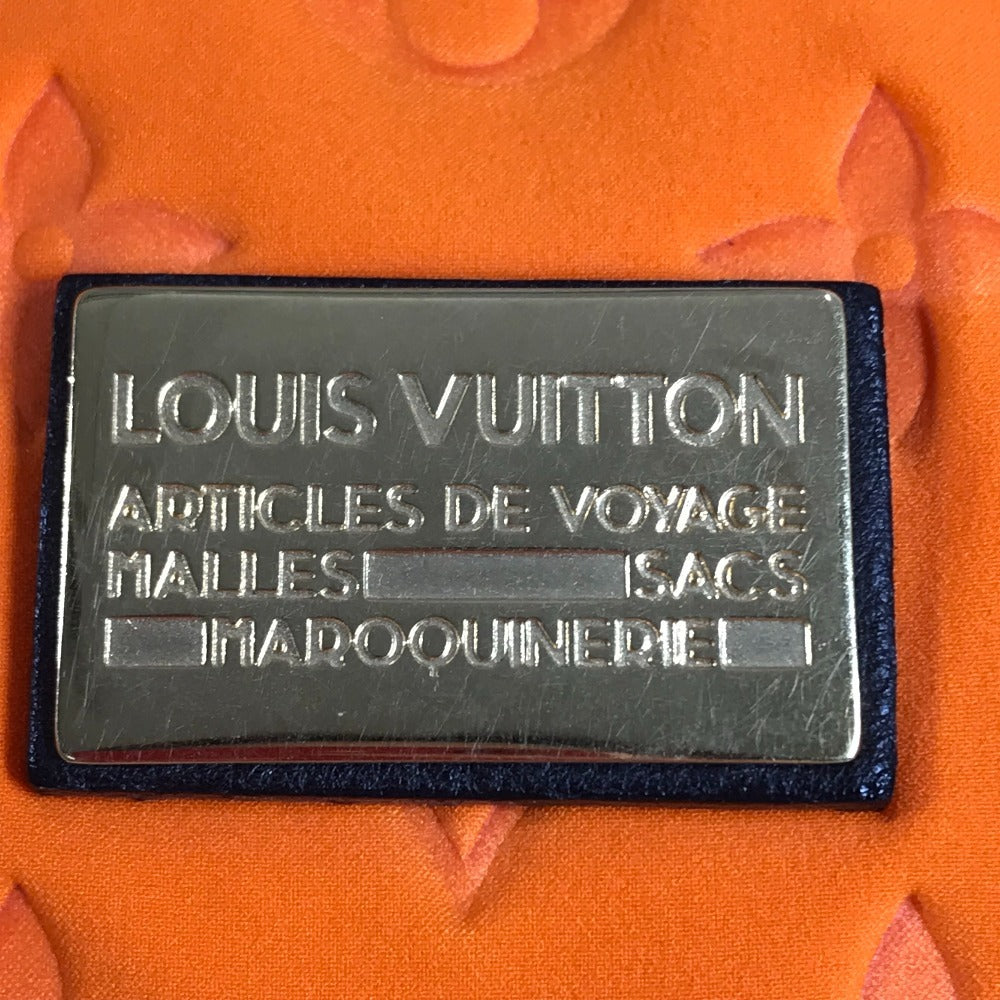 LOUIS VUITTON
ARTICLES DE VOYAGE
MALLES SACS
MAROQUINERIE